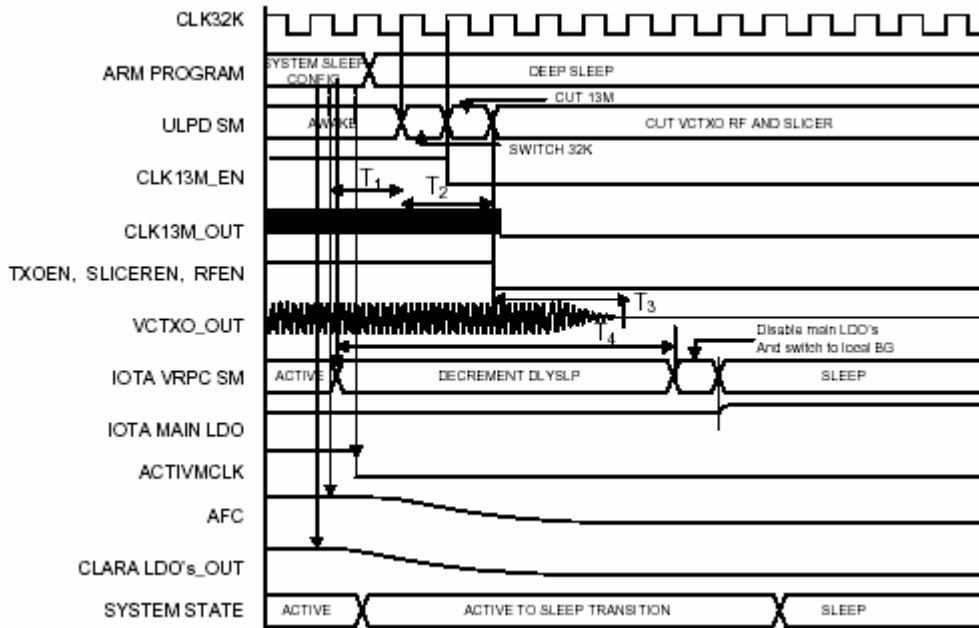 CLK32K
SYSTEM SLEEP
CONFIG
ARM PROGRAM
DEEP SLEEP
CUT 13M
ULPD SM
AWAKE
CUT VCTXO RF AND SLICER
SWITCH 32K
CLK13M_EN
T1
T2
CLK13M_OUT
TXOEN, SLICEREN, RFEN
T3
VCTXO_OUT
T4
Disable main LDO's
And switch to local BG
IOTA VRPC SM
ACTIVE
DECREMENT DLYSLP
SLEEP
IOTA MAIN LDO
ACTIVMCLK
AFC
CLARA LDO's_OUT
SYSTEM STATE
ACTIVE
ACTIVE TO SLEEP TRANSITION
SLEEP